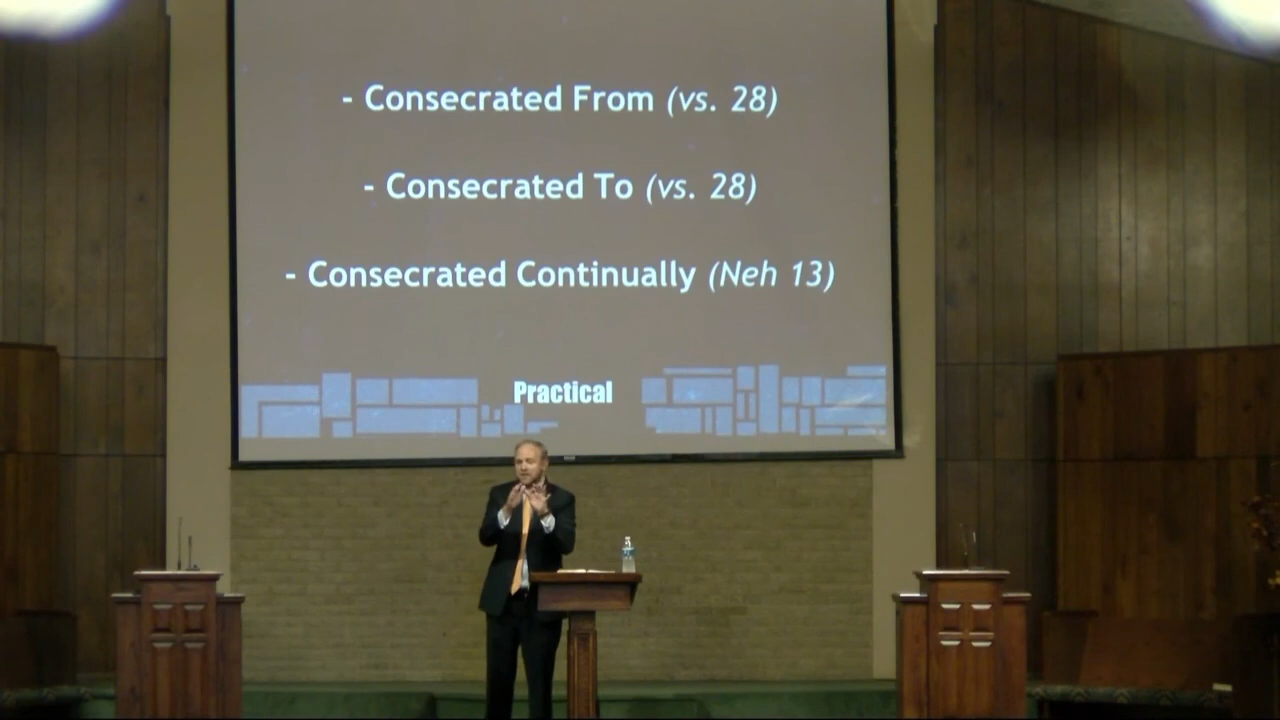 - Consecrated From (vs. 28)
- Consecrated To (vs. 28)
- Consecrated Continually (Neh 13)
Practical